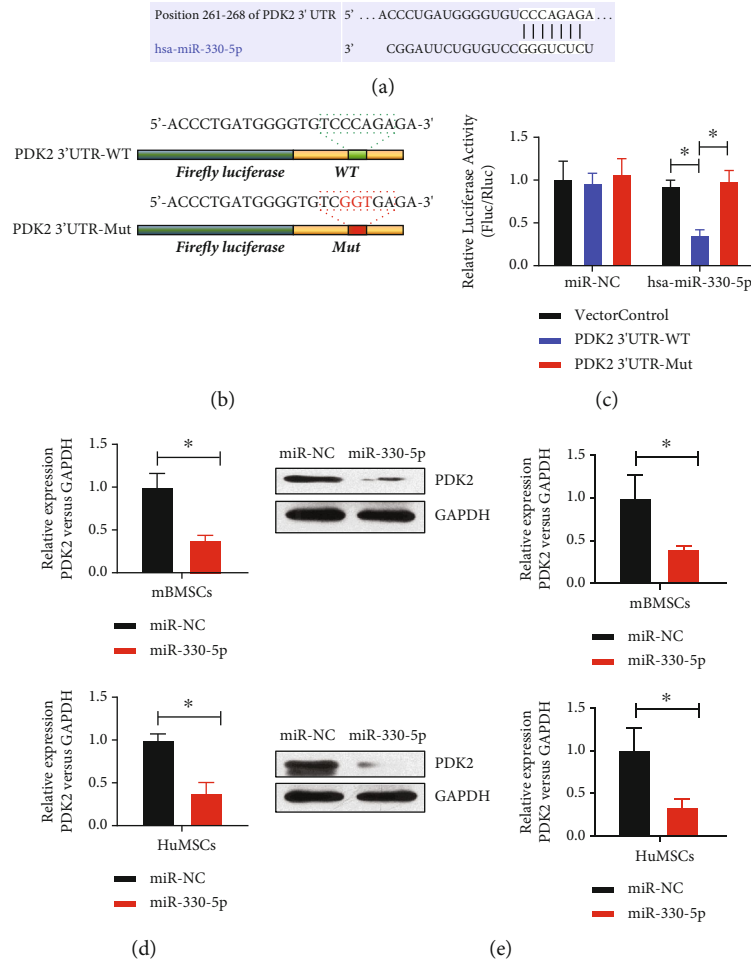 Position 261-268 of PDK2 3' UTR 5' ...ACCCUGAUGGGGUGUCCCAGAGA...
hsa-miR-330-5p 3' CGGAUUCUGUGUCCGGGUCUCU
(a)
5'-ACCCTGATGGGGTGTCCCAGAGA-3'
PDK2 3'UTR-WT
Firefly luciferase WT
5'-ACCCTGATGGGGTGTCGGTGAGA-3'
PDK2 3'UTR-Mut
Firefly luciferase Mut
(b)
Relative Luciferase Activity
(Fluc/Rluc)
1.5
1.0
0.5
0.0
* *
miR-NC hsa-miR-330-5p
VectorControl
PDK2 3'UTR-WT
PDK2 3'UTR-Mut
(c)
Relative expression
PDK2 versus GAPDH
1.5
1.0
0.5
0.0
*
mBMSCs
miR-NC
miR-330-5p
miR-NC miR-330-5p
PDK2
GAPDH
Relative expression
PDK2 versus GAPDH
1.5
1.0
0.5
0.0
*
mBMSCs
miR-NC
miR-330-5p
Relative expression
PDK2 versus GAPDH
1.5
1.0
0.5
0.0
*
HuMSCs
miR-NC
miR-330-5p
(d)
miR-NC miR-330-5p
PDK2
GAPDH
Relative expression
PDK2 versus GAPDH
1.5
1.0
0.5
0.0
*
HuMSCs
miR-NC
miR-330-5p
(e)